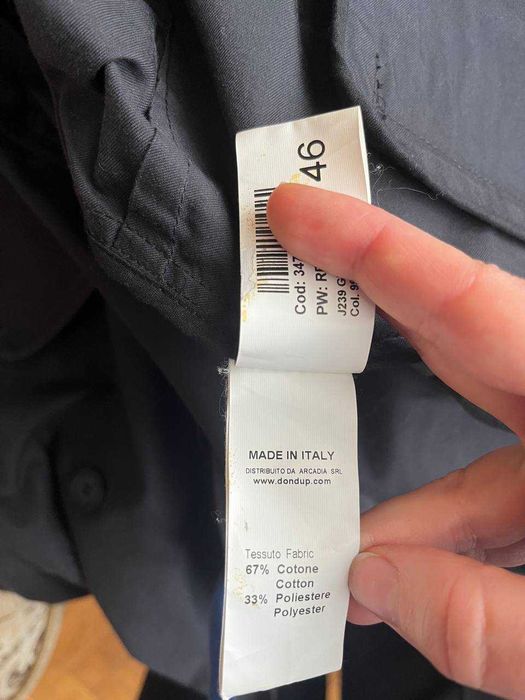 46
Cod: 347
PW:
J239 G
Col.
MADE IN ITALY
DISTRIBUITO DA ARCADIA SRL
www.dondup.com
Tessuto Fabric
67% Cotone
Cotton
33% Poliestere
Polyester